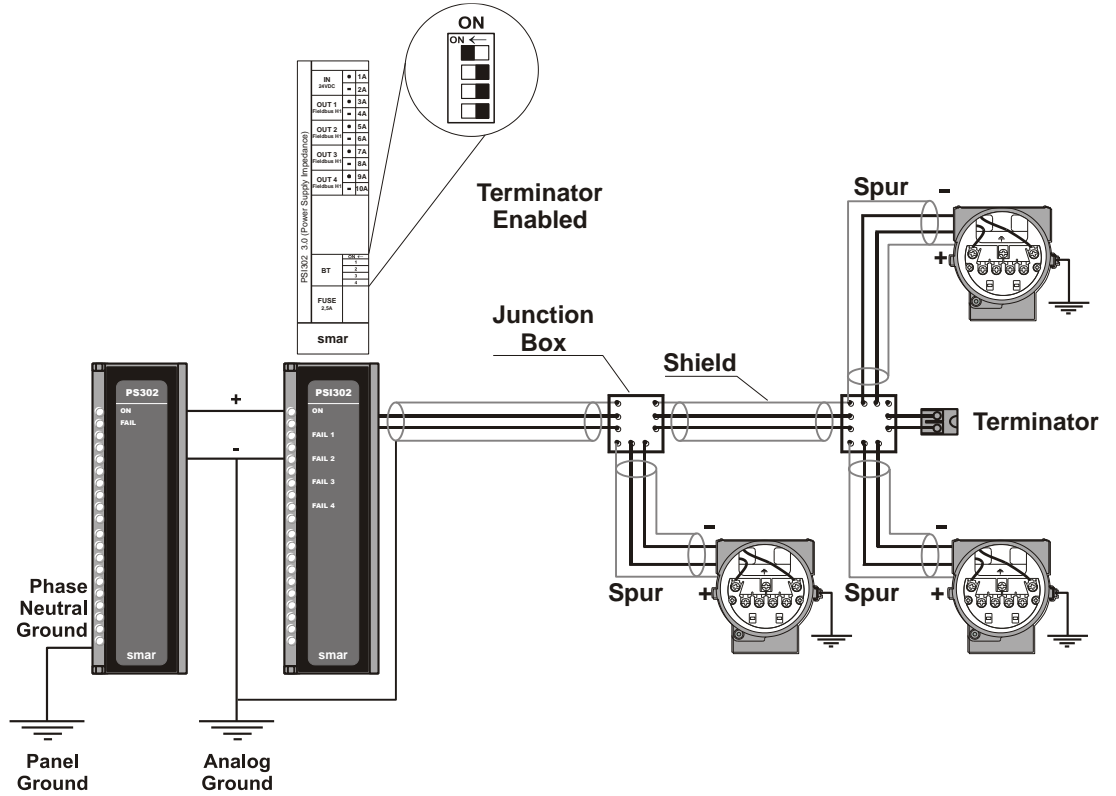 ON
ON ←
PSI302 3.0 (Power Supply Impedance)
IN
24VDC
• 1A
- 2A
OUT 1
Fieldbus H1
• 3A
- 4A
OUT 2
Fieldbus H1
• 5A
- 6A
OUT 3
Fieldbus H1
• 7A
- 8A
OUT 4
Fieldbus H1
• 9A
- 10A
BT
ON ←
1
2
3
4
FUSE
2,5A
smar
Terminator
Enabled
Spur
-
+
Junction
Box
Shield
Terminator
PS302
ON
FAIL
smar
+
-
PSI302
ON
FAIL 1
FAIL 2
FAIL 3
FAIL 4
smar
Spur
-
+
Spur
-
+
Phase
Neutral
Ground
Panel
Ground
Analog
Ground